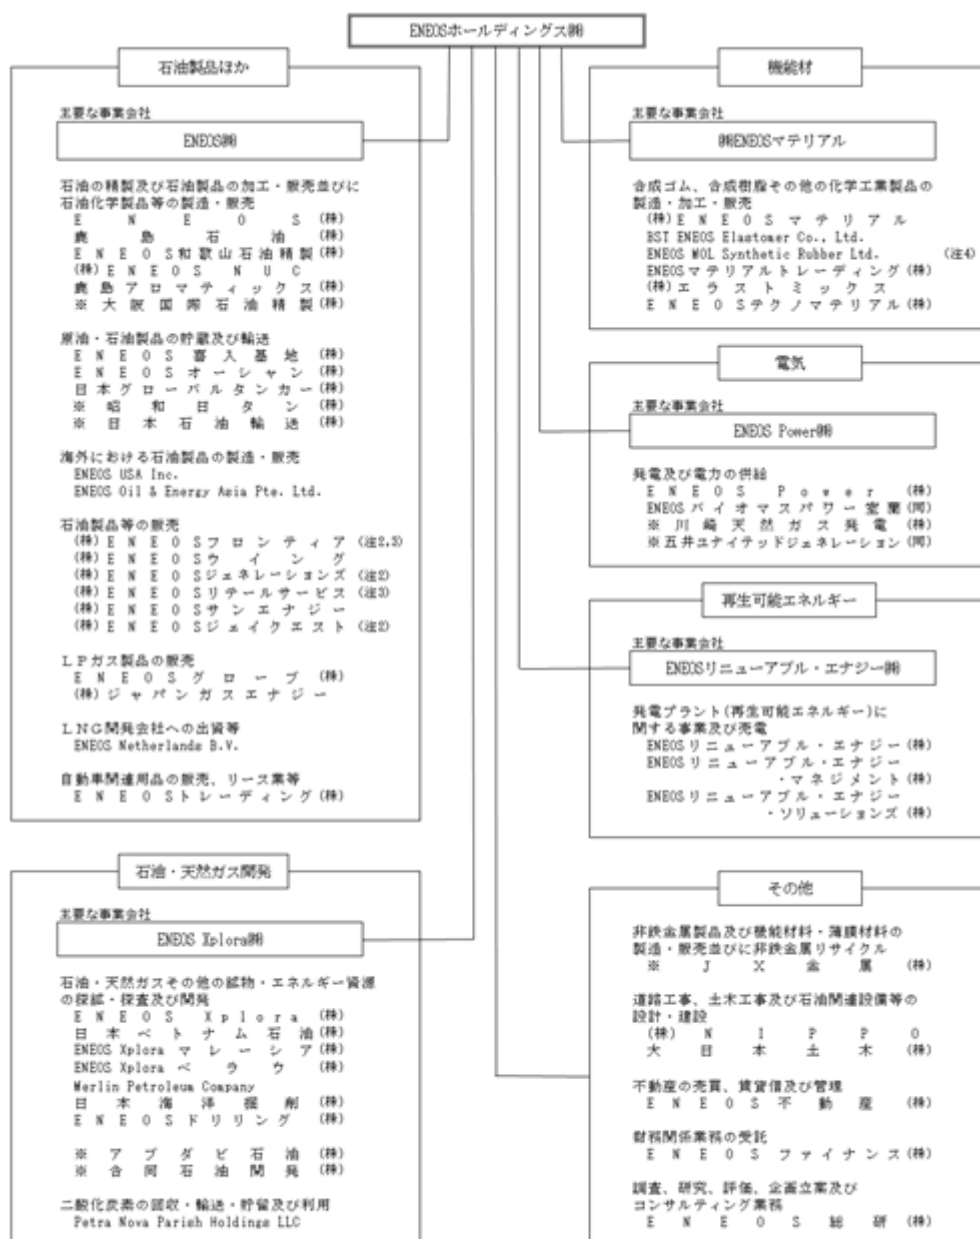 ENEOSホールディングス㈱
石油製品ほか
主要な事業会社
ENEOS㈱
石油の精製及び石油製品の加工・販売並びに
石油化学製品等の製造・販売
ENEOS(株)
鹿島石油(株)
ENEOS和歌山石油精製(株)
(株)ENEOS NUC
鹿島アロマティックス(株)
※大阪国際石油精製(株)
原油・石油製品の貯蔵及び輸送
ENEOS喜入基地(株)
ENEOSオーシャン(株)
日本グローバルタンカー(株)
※昭和日タン(株)
※日本石油輸送(株)
海外における石油製品の製造・販売
ENEOS USA Inc.
ENEOS Oil & Energy Asia Pte. Ltd.
石油製品等の販売
(株)ENEOSフロンティア (注2,3)
(株)ENEOSウイング
(株)ENEOSジェネレーションズ (注2)
(株)ENEOSリテールサービス (注3)
(株)ENEOSサンエナジー
(株)ENEOSジェイクエスト (注2)
LPガス製品の販売
ENEOSグローブ(株)
(株)ジャパンガスエナジー
LNG開発会社への出資等
ENEOS Netherlands B.V.
自動車関連用品の販売、リース業等
ENEOSトレーディング(株)
石油・天然ガス開発
主要な事業会社
ENEOS Xplora㈱
石油・天然ガスその他の鉱物・エネルギー資源
の探鉱・探査及び開発
ENEOS Xplora(株)
日本ベトナム石油(株)
ENEOS Xplora マレーシア(株)
ENEOS Xplora ベラウ(株)
Merlin Petroleum Company
日本海洋掘削(株)
ENEOSドリリング(株)
※アブダビ石油(株)
※合同石油開発(株)
二酸化炭素の回収・輸送・貯留及び利用
Petra Nova Parish Holdings LLC
機能材
主要な事業会社
㈱ENEOSマテリアル
合成ゴム、合成樹脂その他の化学工業製品の
製造・加工・販売
(株)ENEOSマテリアル
BST ENEOS Elastomer Co., Ltd.
ENEOS MOL Synthetic Rubber Ltd. (注4)
ENEOSマテリアルトレーディング(株)
(株)エラストミックス
ENEOSテクノマテリアル(株)
電気
主要な事業会社
ENEOS Power㈱
発電及び電力の供給
ENEOS Power(株)
ENEOSバイオマスパワー室蘭(同)
※川崎天然ガス発電(株)
※五井ユナイテッドジェネレーション(同)
再生可能エネルギー
主要な事業会社
ENEOSリニューアブル・エナジー㈱
発電プラント(再生可能エネルギー)に
関する事業及び売電
ENEOSリニューアブル・エナジー(株)
ENEOSリニューアブル・エナジー
・マネジメント(株)
ENEOSリニューアブル・エナジー
・ソリューションズ(株)
その他
非鉄金属製品及び機能材料・薄膜材料の
製造・販売並びに非鉄金属リサイクル
※JX金属(株)
道路工事、土木工事及び石油関連設備等の
設計・建設
(株)NIPPO
大日本土木(株)
不動産の売買、賃貸借及び管理
ENEOS不動産(株)
財務関係業務の受託
ENEOSファイナンス(株)
調査、研究、評価、企画立案及び
コンサルティング業務
ENEOS総研(株)